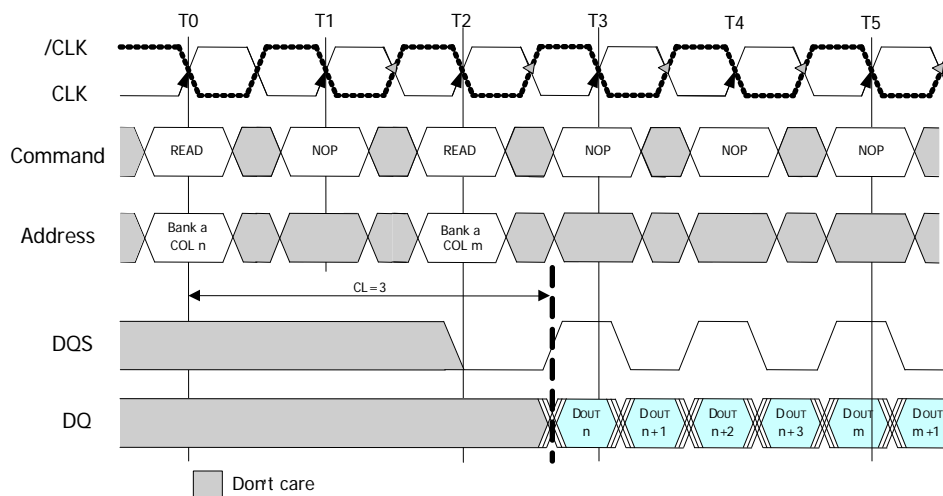 T0 T1 T2 T3 T4 T5
/CLK
CLK
Command READ NOP READ NOP NOP NOP
Address
Bank a
COL n
Bank a
COL m
CL=3
DQS
DQ
DOUT
n
DOUT
n+1
DOUT
n+2
DOUT
n+3
DOUT
m
DOUT
m+1
Don't care